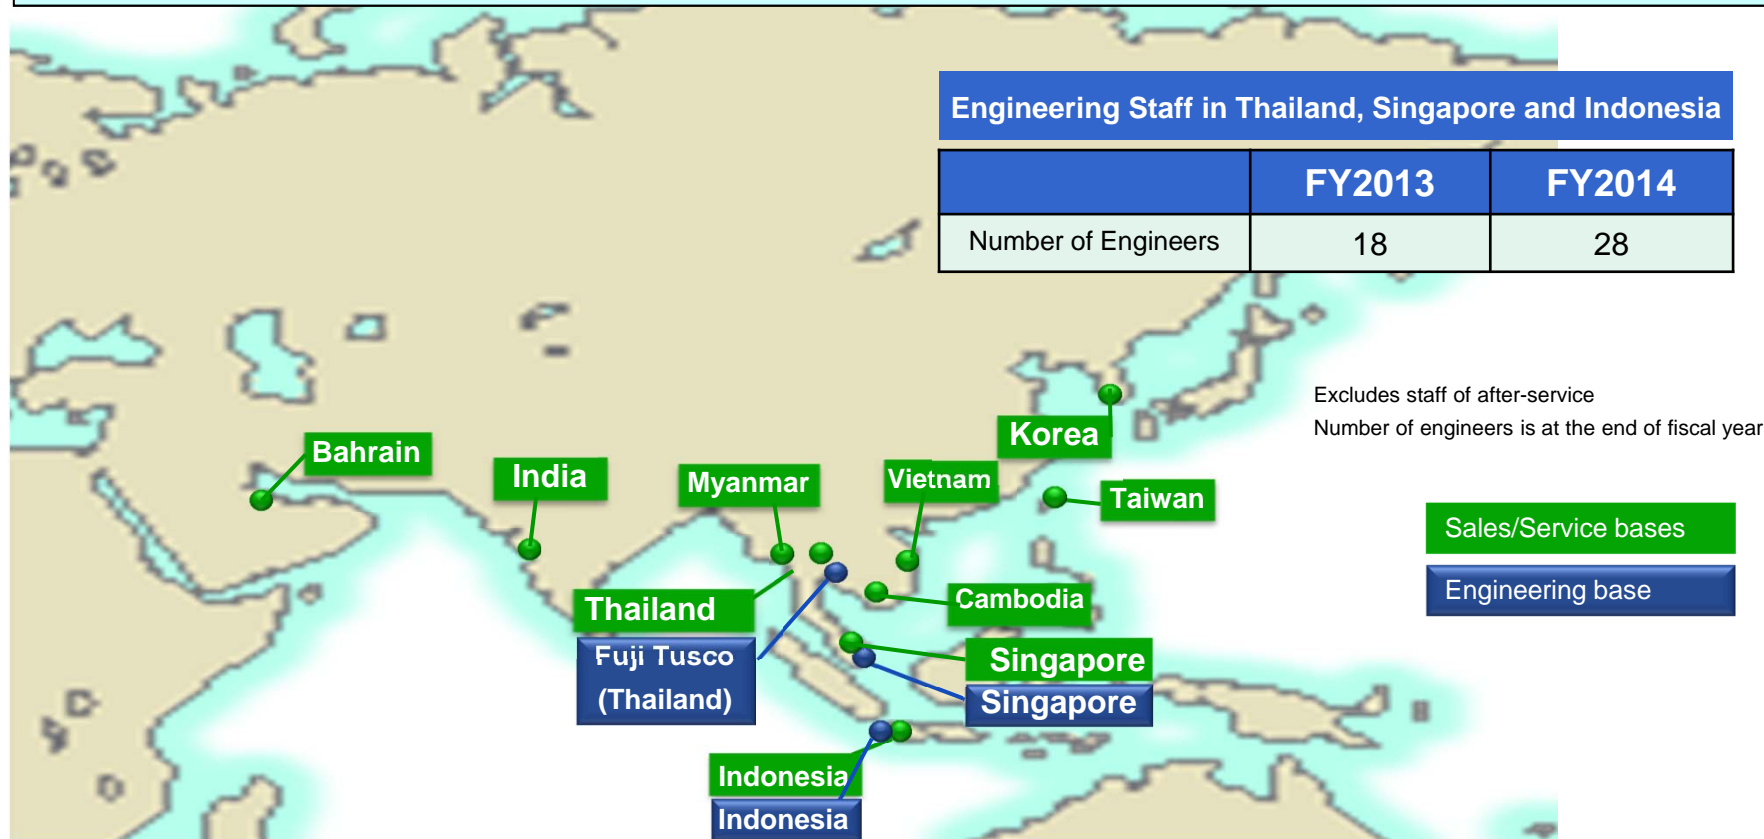 Engineering Staff in Thailand, Singapore and Indonesia
FY2013 FY2014
Number of Engineers 18 28
Excludes staff of after-service
Number of engineers is at the end of fiscal year
Korea
Bahrain
India
Myanmar
Vietnam
Taiwan
Sales/Service bases
Engineering base
Thailand
Cambodia
Fuji Tusco
(Thailand)
Singapore
Singapore
Indonesia
Indonesia